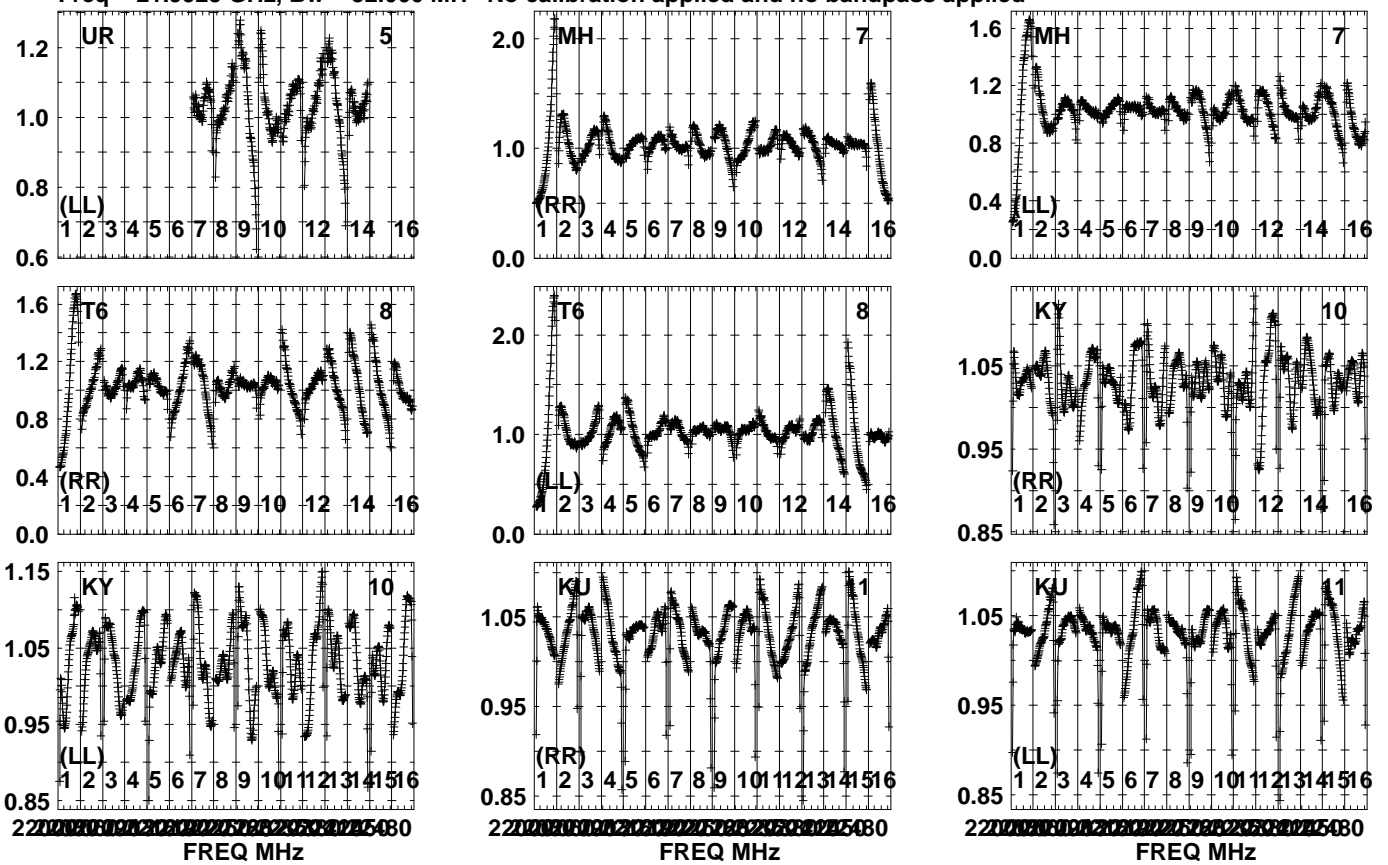 No calibration applied and no bandpass applied
UR 5
1.2
1.0
0.8
0.6
(LL)
7 8 9 10 12 14 16
1 2 3 4 5 6
MH 7
2.0
1.0
0.0
(RR)
1 2 3 4 5 6 7 8 9 10 12 14 16
MH 7
1.6
1.2
0.8
0.4
0.0
(LL)
1 2 3 4 5 6 7 8 9 10 12 14 16
T6 8
1.6
1.2
0.8
0.4
0.0
(RR)
1 2 3 4 5 6 7 8 9 10 12 14 16
T6 8
2.0
1.0
0.0
(LL)
1 2 3 4 5 6 7 8 9 10 12 14 16
KY 10
1.05
0.95
0.85
(RR)
1 2 3 4 5 6 7 8 9 10 12 14 16
KY 10
1.15
1.05
0.95
0.85
(LL)
1 2 3 4 5 6 7 8 9 10 11 12 13 14 15 16
KU 11
1.05
0.95
0.85
(RR)
1 2 3 4 5 6 7 8 9 10 11 12 13 14 15 16
KU 11
1.05
0.95
0.85
(LL)
1 2 3 4 5 6 7 8 9 10 11 12 13 14 15 16
FREQ MHz
FREQ MHz
FREQ MHz